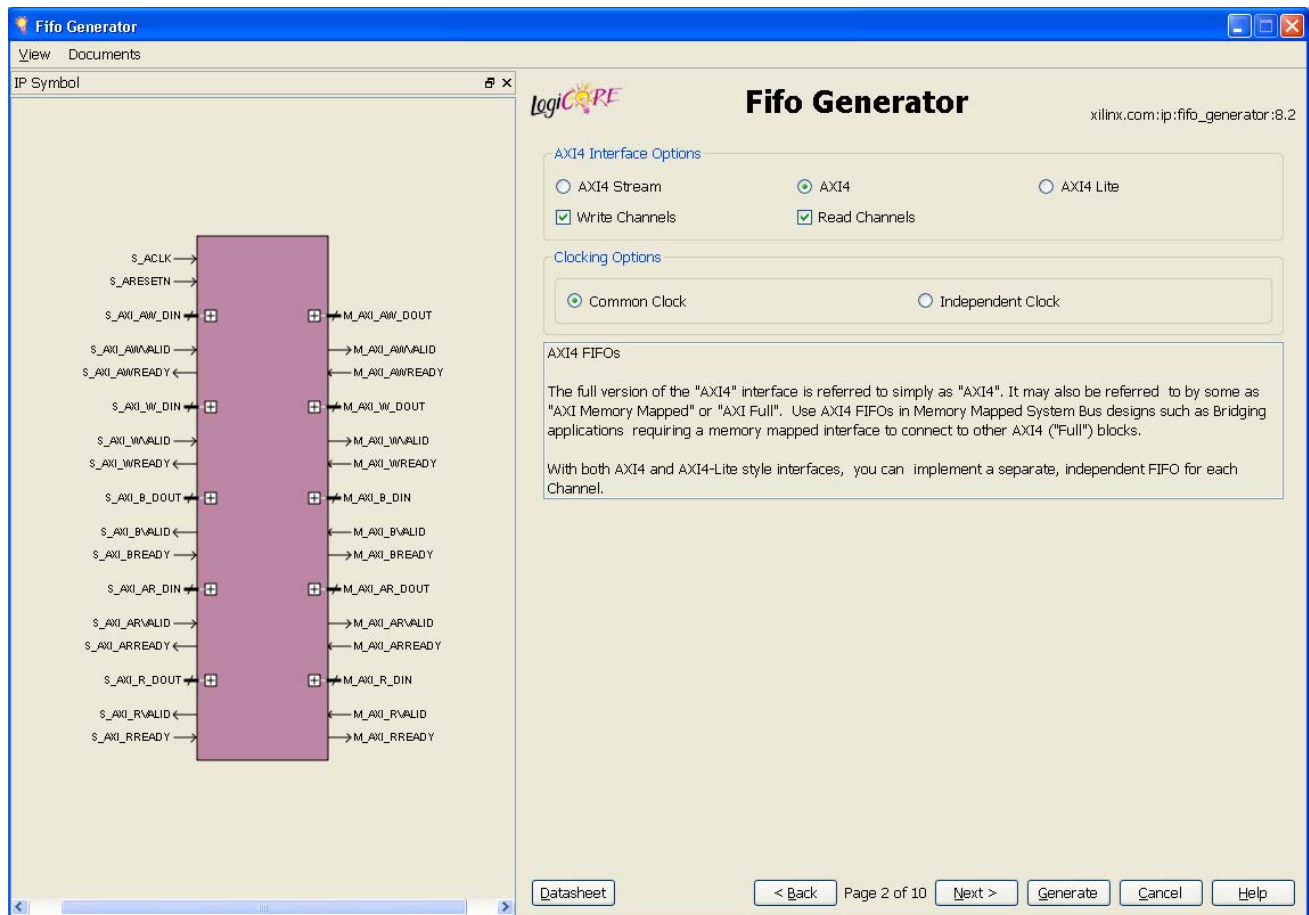 Fifo Generator
View Documents
IP Symbol
S_ACLK
S_ARESETN
S_AXI_AW_DIN M_AXI_AW_DOUT
S_AXI_AWVALID M_AXI_AWVALID
S_AXI_AWREADY M_AXI_AWREADY
S_AXI_W_DIN M_AXI_W_DOUT
S_AXI_WVALID M_AXI_WVALID
S_AXI_WREADY M_AXI_WREADY
S_AXI_B_DOUT M_AXI_B_DIN
S_AXI_BVALID M_AXI_BVALID
S_AXI_BREADY M_AXI_BREADY
S_AXI_AR_DIN M_AXI_AR_DOUT
S_AXI_ARVALID M_AXI_ARVALID
S_AXI_ARREADY M_AXI_ARREADY
S_AXI_R_DOUT M_AXI_R_DIN
S_AXI_RVALID M_AXI_RVALID
S_AXI_RREADY M_AXI_RREADY
LogiCORE
Fifo Generator
xilinx.com:ip:fifo_generator:8.2
AXI4 Interface Options
AXI4 Stream AXI4 AXI4 Lite
Write Channels Read Channels
Clocking Options
Common Clock Independent Clock
AXI4 FIFOs
The full version of the "AXI4" interface is referred to simply as "AXI4". It may also be referred to by some as
"AXI Memory Mapped" or "AXI Full". Use AXI4 FIFOs in Memory Mapped System Bus designs such as Bridging
applications requiring a memory mapped interface to connect to other AXI4 ("Full") blocks.
With both AXI4 and AXI4-Lite style interfaces, you can implement a separate, independent FIFO for each
Channel.
Datasheet < Back Page 2 of 10 Next > Generate Cancel Help